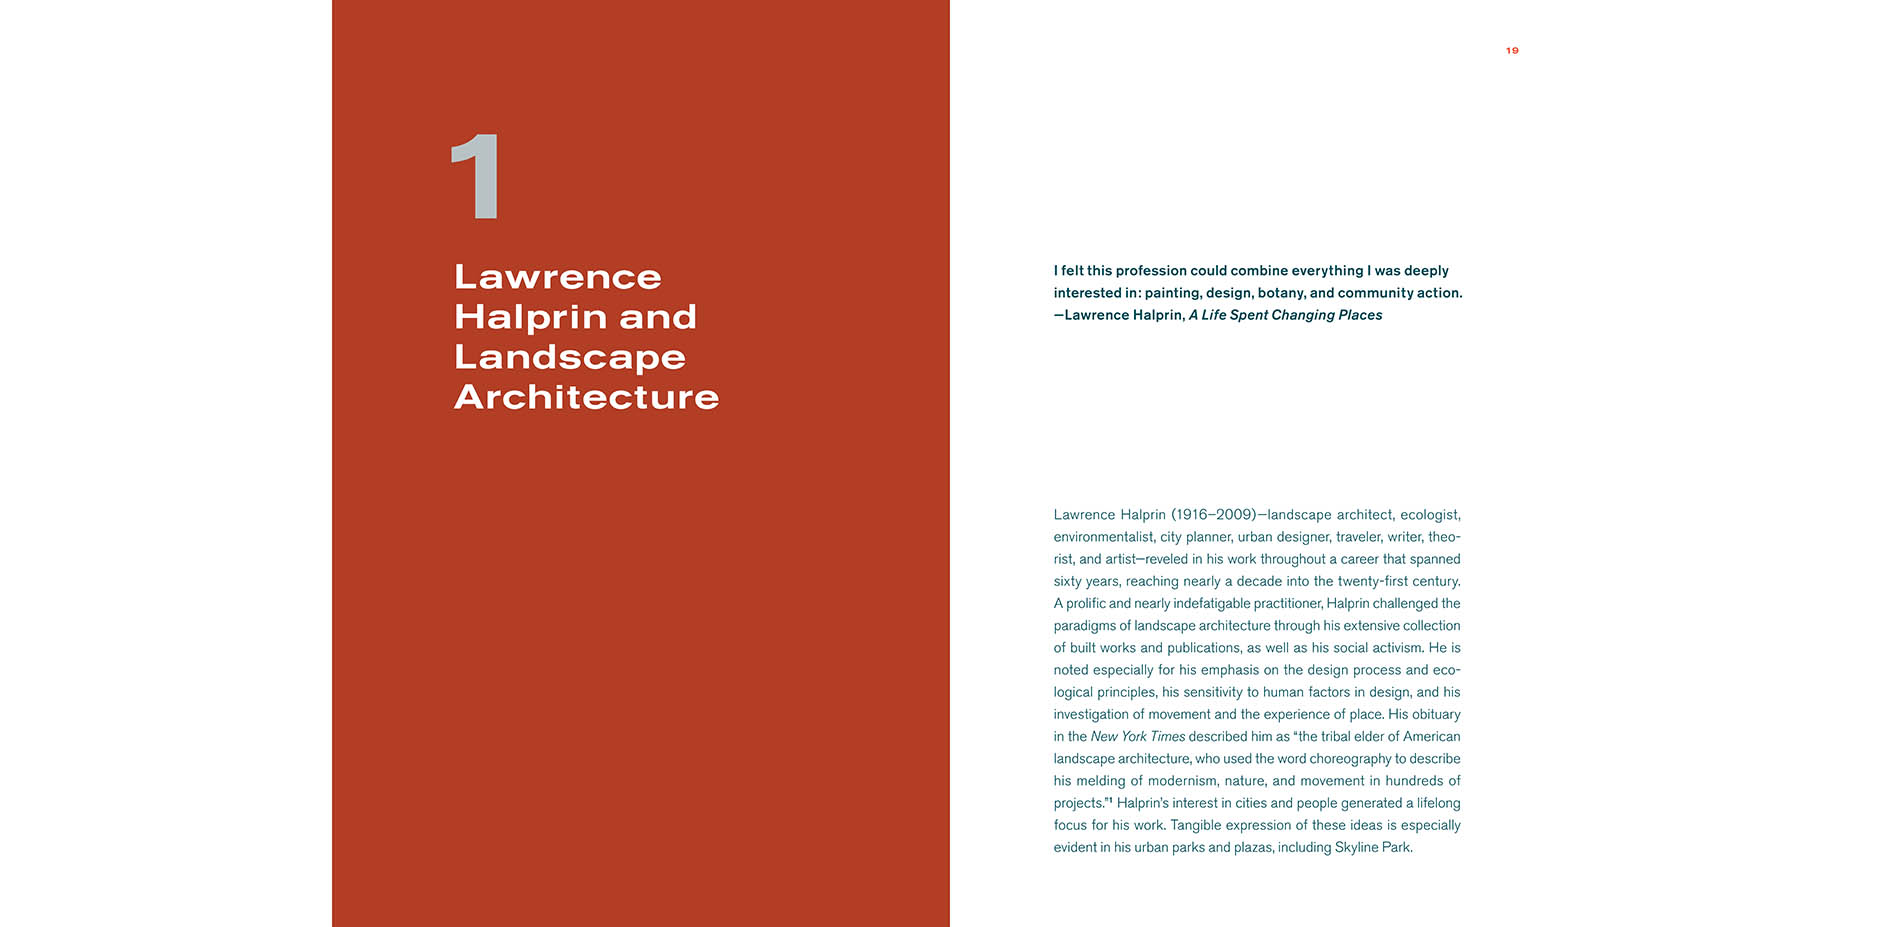 1
Lawrence
Halprin and
Landscape
Architecture
19
I felt this profession could combine everything I was deeply
interested in: painting, design, botany, and community action.
—Lawrence Halprin, A Life Spent Changing Places
Lawrence Halprin (1916–2009)—landscape architect, ecologist,
environmentalist, city planner, urban designer, traveler, writer, theo-
rist, and artist—reveled in his work throughout a career that spanned
sixty years, reaching nearly a decade into the twenty-first century.
A prolific and nearly indefatigable practitioner, Halprin challenged the
paradigms of landscape architecture through his extensive collection
of built works and publications, as well as his social activism. He is
noted especially for his emphasis on the design process and eco-
logical principles, his sensitivity to human factors in design, and his
investigation of movement and the experience of place. His obituary
in the New York Times described him as “the tribal elder of American
landscape architecture, who used the word choreography to describe
his melding of modernism, nature, and movement in hundreds of
projects.”1 Halprin’s interest in cities and people generated a lifelong
focus for his work. Tangible expression of these ideas is especially
evident in his urban parks and plazas, including Skyline Park.